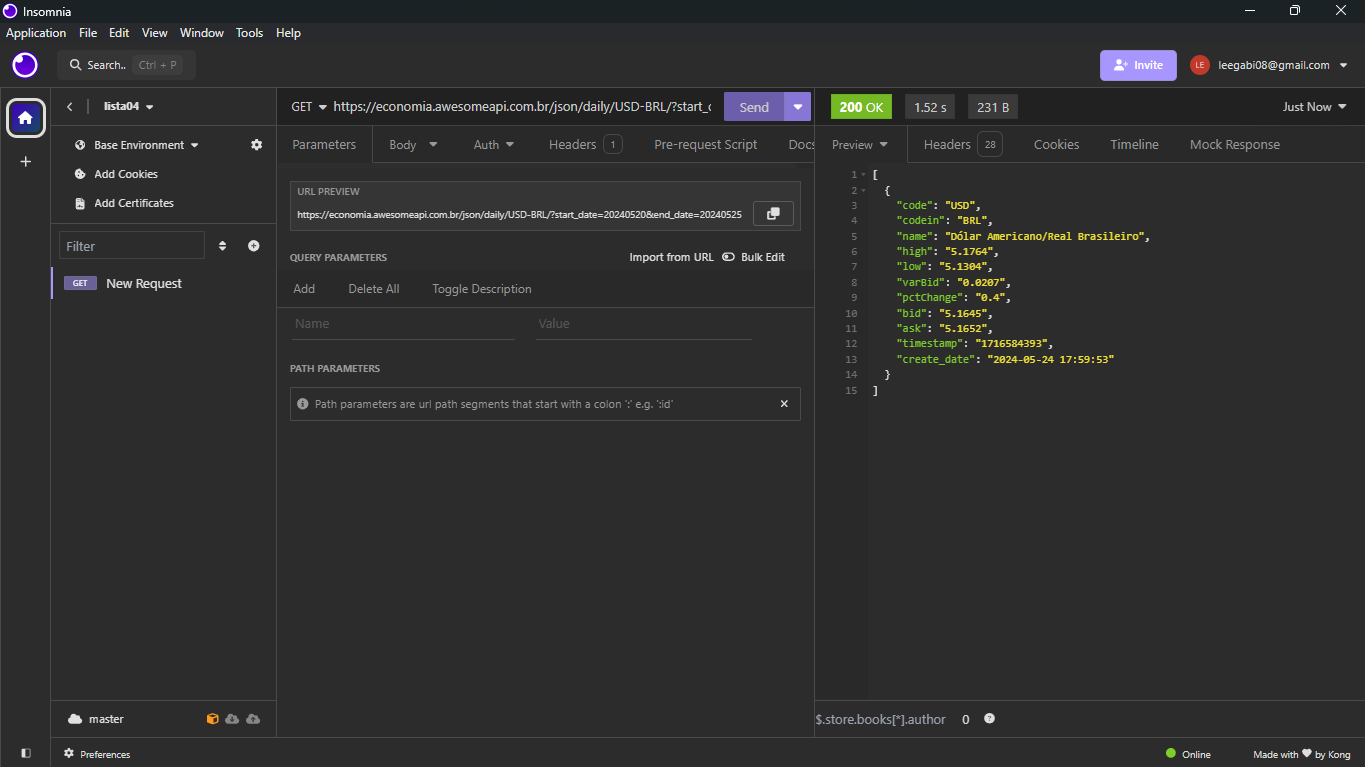 Insomnia
Application File Edit View Window Tools Help
Search.. Ctrl + P
Invite
LE
leegabi08@gmail.com
lista04
Base Environment
Add Cookies
Add Certificates
Filter
GET New Request
master
Preferences
GET https://economia.awesomeapi.com.br/json/daily/USD-BRL/?start_
Send
Parameters Body Auth Headers 1 Pre-request Script Docs
URL PREVIEW
https://economia.awesomeapi.com.br/json/daily/USD-BRL/?start_date=20240520&end_date=20240525
QUERY PARAMETERS
Import from URL Bulk Edit
Add Delete All Toggle Description
Name Value
PATH PARAMETERS
Path parameters are url path segments that start with a colon ':' e.g. ':id'
200 OK 1.52 s 231 B Just Now
Preview Headers 28 Cookies Timeline Mock Response
1 [
2 {
3 "code": "USD",
4 "codein": "BRL",
5 "name": "Dólar Americano/Real Brasileiro",
6 "high": "5.1764",
7 "low": "5.1304",
8 "varBid": "0.0207",
9 "pctChange": "0.4",
10 "bid": "5.1645",
11 "ask": "5.1652",
12 "timestamp": "1716584393",
13 "create_date": "2024-05-24 17:59:53"
14 }
15 ]
$.store.books[*].author 0 ?
Online
Made with ♥ by Kong